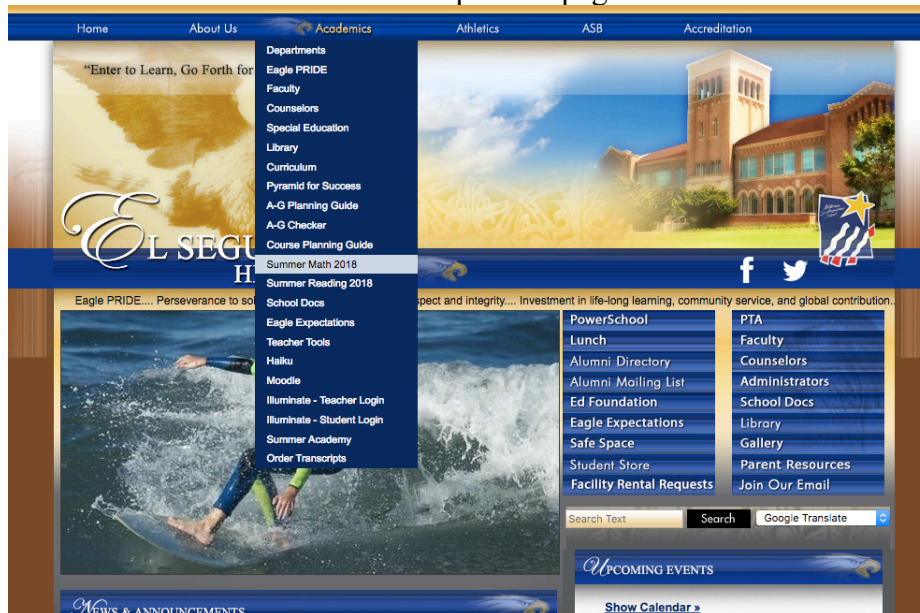 Home About Us Academics Athletics ASB Accreditation
“Enter to Learn, Go Forth for
EL SEGU
H
Departments
Eagle PRIDE
Faculty
Counselors
Special Education
Library
Curriculum
Pyramid for Success
A-G Planning Guide
A-G Checker
Course Planning Guide
Summer Math 2018
Summer Reading 2018
School Docs
Eagle Expectations
Teacher Tools
Haiku
Moodle
Illuminate - Teacher Login
Illuminate - Student Login
Summer Academy
Order Transcripts
Eagle PRIDE.... Perseverance to so spect and integrity.... Investment in life-long learning, community service, and global contribution..
PowerSchool
Lunch
Alumni Directory
Alumni Mailing List
Ed Foundation
Eagle Expectations
Safe Space
Student Store
Facility Rental Requests
PTA
Faculty
Counselors
Administrators
School Docs
Library
Gallery
Parent Resources
Join Our Email
Search Text Search Google Translate
UPCOMING EVENTS
Show Calendar »
NEWS & ANNOUNCEMENTS